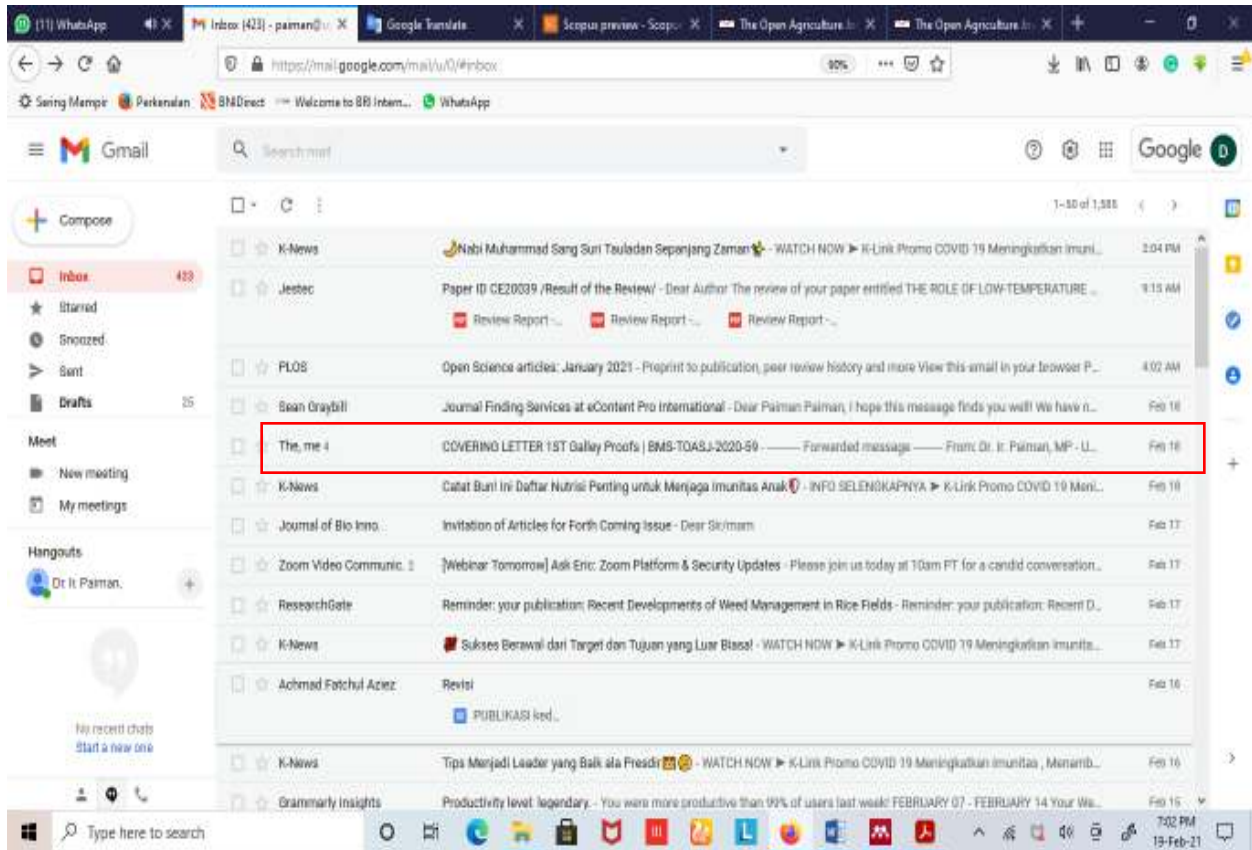 (11) WhatsApp
Inbox (423) - paiman@u
Google Translate
Scopus preview - Scopu
The Open Agriculture Jo
The Open Agriculture Jo
https://mail.google.com/mail/u/0/#inbox
90%
Sering Mampir
Perkenalan
BNIDirect
Welcome to BRI Intern...
WhatsApp
Gmail
Search mail
Google
D
Compose
1-50 of 1,585
Inbox 423
Starred
Snoozed
Sent
Drafts 25
Meet
New meeting
My meetings
Hangouts
Dr. Ir. Paiman,
No recent chats
Start a new one
K-News Nabi Muhammad Sang Suri Tauladan Sepanjang Zaman - WATCH NOW ► K-Link Promo COVID 19 Meningkatkan Imuni... 2:04 PM
Jestec Paper ID CE20039 /Result of the Review/ - Dear Author The review of your paper entitled THE ROLE OF LOW-TEMPERATURE ... 9:15 AM
Review Report -...
Review Report -...
Review Report -...
PLOS Open Science articles: January 2021 - Preprint to publication, peer review history and more View this email in your browser P... 4:02 AM
Sean Graybill Journal Finding Services at eContent Pro International - Dear Paiman Paiman, I hope this message finds you well! We have n... Feb 18
The, me 4 COVERING LETTER 1ST Galley Proofs | BMS-TOASJ-2020-59 - ---------- Forwarded message ---------- From: Dr. Ir. Paiman, MP - U... Feb 18
K-News Catat Bun! Ini Daftar Nutrisi Penting untuk Menjaga Imunitas Anak - INFO SELENGKAPNYA ► K-Link Promo COVID 19 Meni... Feb 18
Journal of Bio Inno. Invitation of Articles for Forth Coming Issue - Dear Sir/mam Feb 17
Zoom Video Communic. 2 [Webinar Tomorrow] Ask Eric: Zoom Platform & Security Updates - Please join us today at 10am PT for a candid conversation... Feb 17
ResearchGate Reminder: your publication: Recent Developments of Weed Management in Rice Fields - Reminder: your publication: Recent D... Feb 17
K-News Sukses Berawal dari Target dan Tujuan yang Luar Biasa! - WATCH NOW ► K-Link Promo COVID 19 Meningkatkan imunita... Feb 17
Achmad Fatchul Aziez Revisi Feb 16
PUBLIKASI ked...
K-News Tips Menjadi Leader yang Baik ala Presdir - WATCH NOW ► K-Link Promo COVID 19 Meningkatkan imunitas , Menamb... Feb 16
Grammarly Insights Productivity level: legendary. - You were more productive than 99% of users last week! FEBRUARY 07 - FEBRUARY 14 Your We... Feb 15
Type here to search
7:02 PM
19-Feb-21